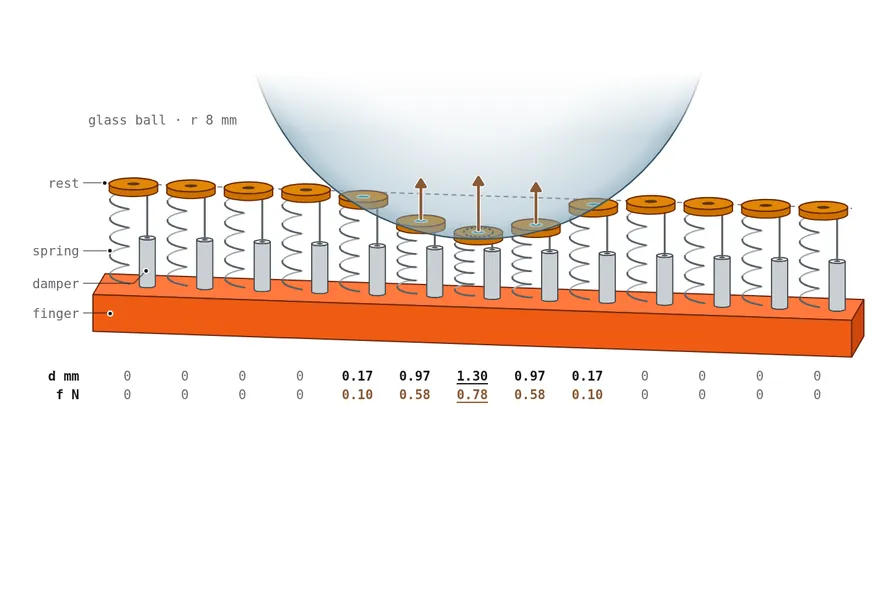 glass ball · r 8 mm
rest
spring
damper
finger
d mm 0 0 0 0 0.17 0.97 1.30 0.97 0.17 0 0 0 0
f N 0 0 0 0 0.10 0.58 0.78 0.58 0.10 0 0 0 0